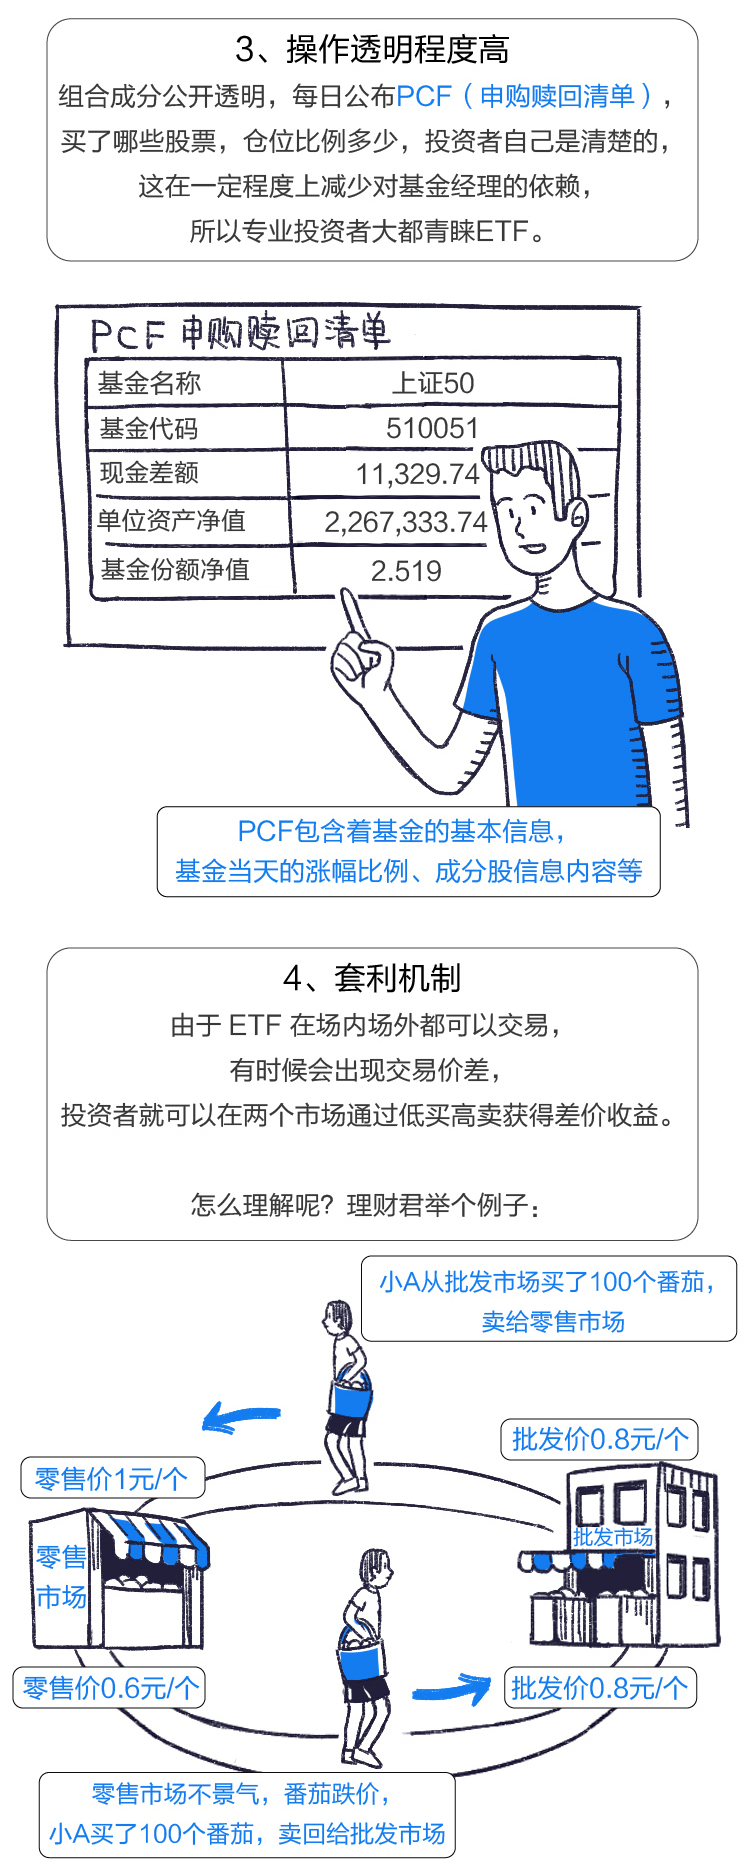 3、操作透明程度高
组合成分公开透明，每日公布PCF（申购赎回清单），
买了哪些股票，仓位比例多少，投资者自己是清楚的，
这在一定程度上减少对基金经理的依赖，
所以专业投资者大都青睐ETF。
PCF 申购赎回清单
基金名称 上证50
基金代码 510051
现金差额 11,329.74
单位资产净值 2,267,333.74
基金份额净值 2.519
PCF包含着基金的基本信息，
基金当天的涨幅比例、成分股信息内容等
4、套利机制
由于 ETF 在场内场外都可以交易，
有时候会出现交易价差，
投资者就可以在两个市场通过低买高卖获得差价收益。
怎么理解呢？理财君举个例子：
小A从批发市场买了100个番茄，
卖给零售市场
批发价0.8元/个
零售价1元/个
批发市场
零售
市场
零售价0.6元/个
批发价0.8元/个
零售市场不景气，番茄跌价，
小A买了100个番茄，卖回给批发市场